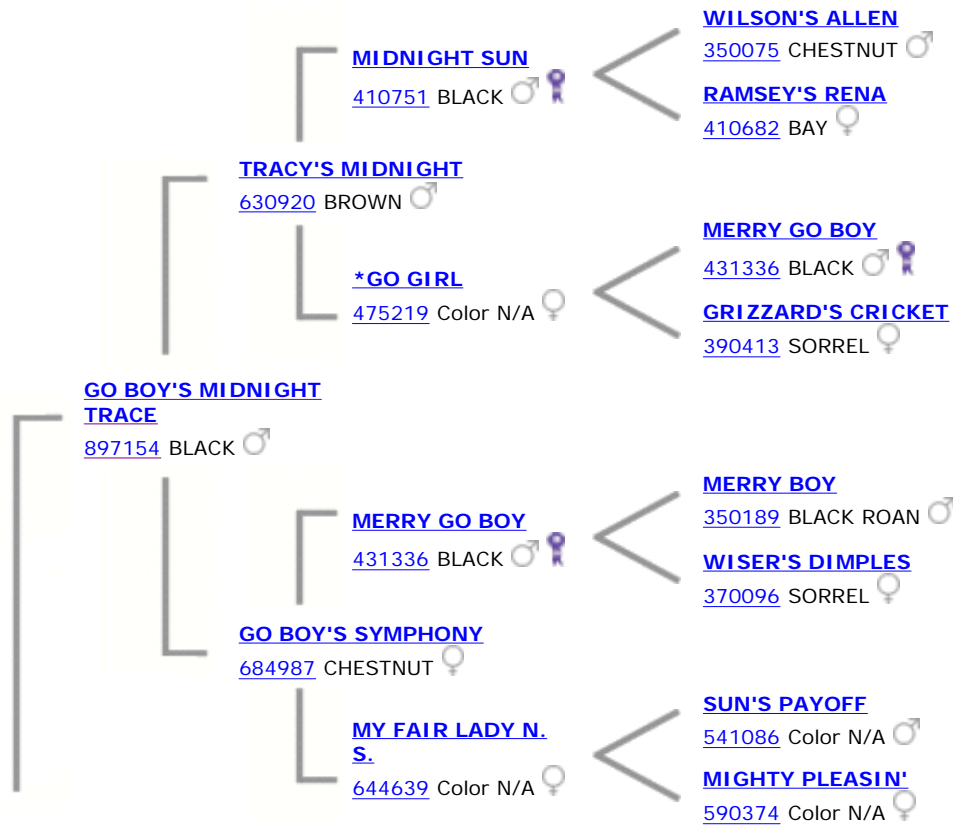 WILSON'S ALLEN
350075 CHESTNUT
MIDNIGHT SUN
410751 BLACK
RAMSEY'S RENA
410682 BAY
TRACY'S MIDNIGHT
630920 BROWN
MERRY GO BOY
431336 BLACK
*GO GIRL
475219 Color N/A
GRIZZARD'S CRICKET
390413 SORREL
GO BOY'S MIDNIGHT
TRACE
897154 BLACK
MERRY BOY
350189 BLACK ROAN
MERRY GO BOY
431336 BLACK
WISER'S DIMPLES
370096 SORREL
GO BOY'S SYMPHONY
684987 CHESTNUT
SUN'S PAYOFF
541086 Color N/A
MY FAIR LADY N.
S.
644639 Color N/A
MIGHTY PLEASIN'
590374 Color N/A